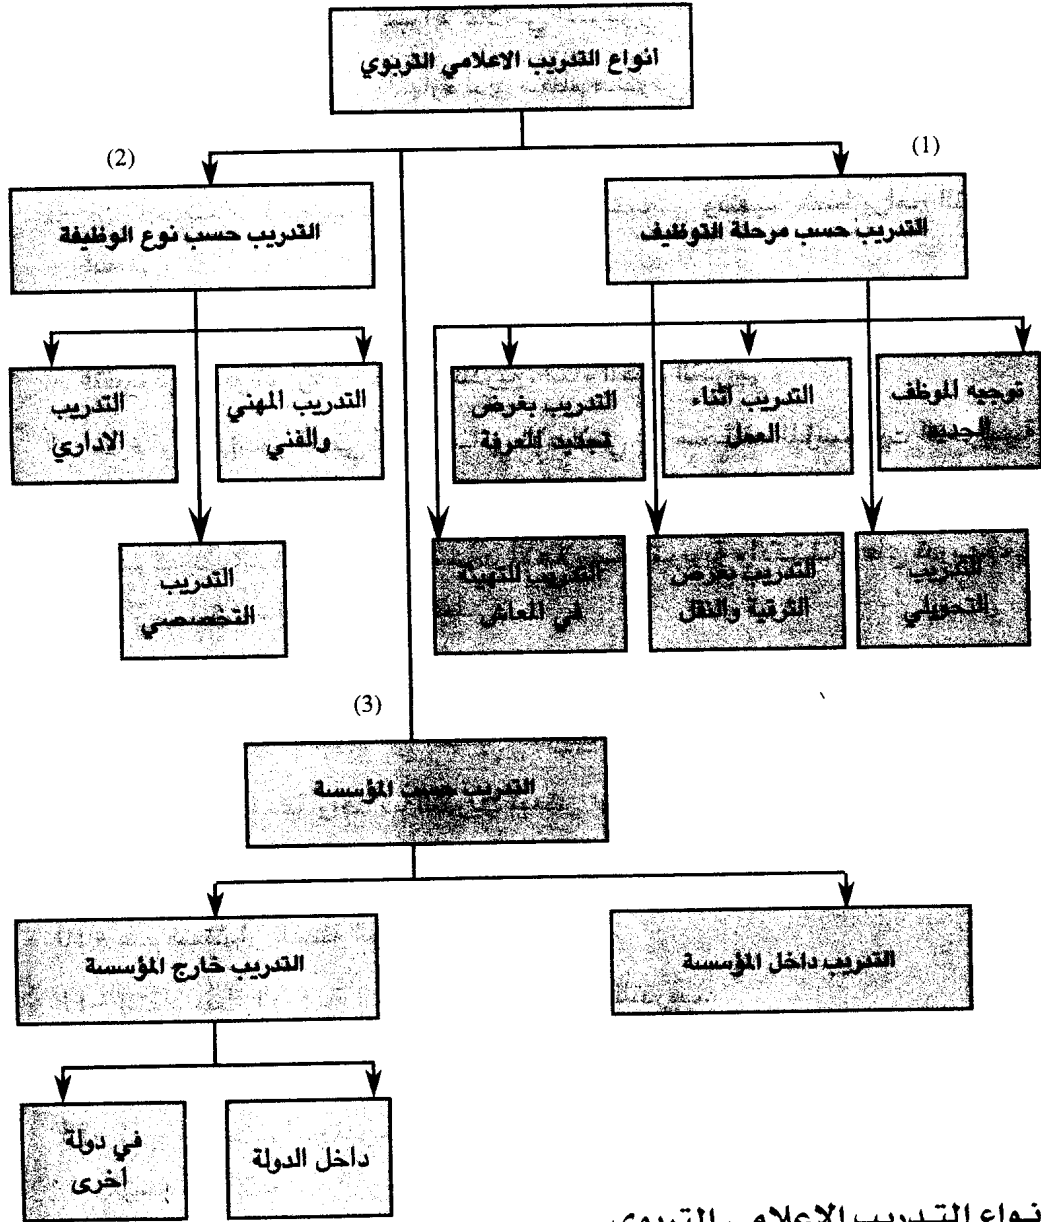 انواع التدريب الاعلامي التربوي
(1)
التدريب حسب مرحلة التوظيف
توجيه الموظف
الجديد
التدريب اثناء
العمل
التدريب بغرض
تجديد المعرفة
التدريب
التحويلي
التدريب بغرض
الترقية والنقل
التدريب للتهيئة
في المعاش
(2)
التدريب حسب نوع الوظيفة
التدريب المهني
والفني
التدريب
الاداري
التدريب
التخصصي
(3)
التدريب حسب المؤسسة
التدريب داخل المؤسسة
التدريب خارج المؤسسة
داخل الدولة
في دولة
اخرى
نواع التدريب الاعلامي التربوي